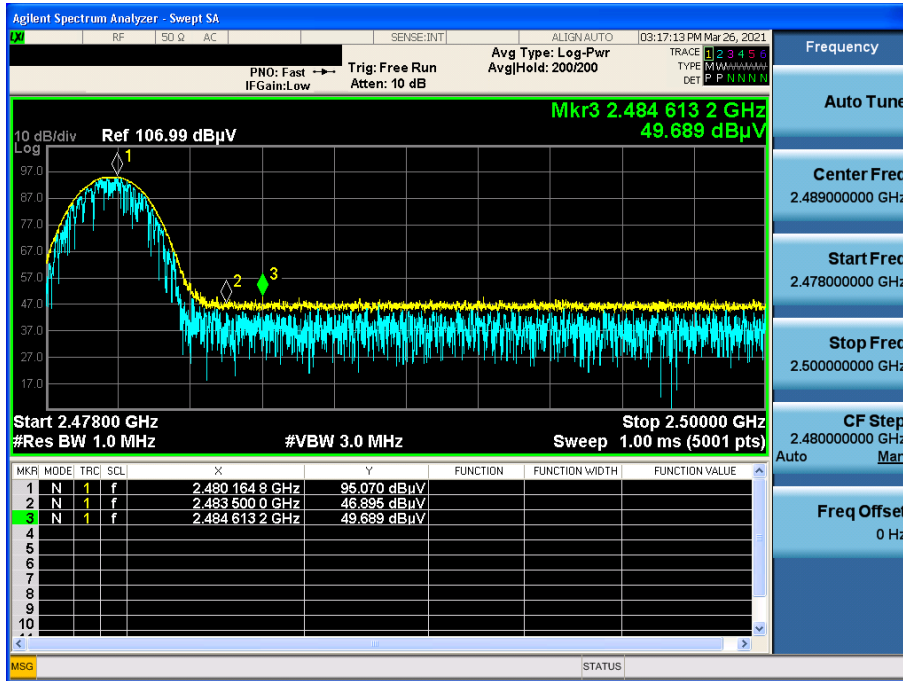 Agilent Spectrum Analyzer - Swept SA
LXI RF 50 Ω AC SENSE:INT ALIGN AUTO 03:17:13 PM Mar 26, 2021
Frequency
PNO: Fast Trig: Free Run Avg Type: Log-Pwr TRACE 1 2 3 4 5 6
IFGain:Low Atten: 10 dB Avg|Hold: 200/200 TYPE M W W W W W
DET P P N N N N
Auto Tune
Mkr3 2.484 613 2 GHz
49.689 dBµV
10 dB/div Ref 106.99 dBµV
Log
97.0
87.0
77.0
67.0
57.0
47.0
37.0
27.0
17.0
1
2
3
Center Freq
2.489000000 GHz
Start Freq
2.478000000 GHz
Stop Freq
2.500000000 GHz
Start 2.47800 GHz Stop 2.50000 GHz
#Res BW 1.0 MHz #VBW 3.0 MHz Sweep 1.00 ms (5001 pts)
CF Step
2.480000000 GHz
Auto Man
MKR MODE TRC SCL X Y FUNCTION FUNCTION WIDTH FUNCTION VALUE
1 N 1 f 2.480 164 8 GHz 95.070 dBµV
2 N 1 f 2.483 500 0 GHz 46.895 dBµV
3 N 1 f 2.484 613 2 GHz 49.689 dBµV
4
5
6
7
8
9
10
Freq Offset
0 Hz
MSG STATUS